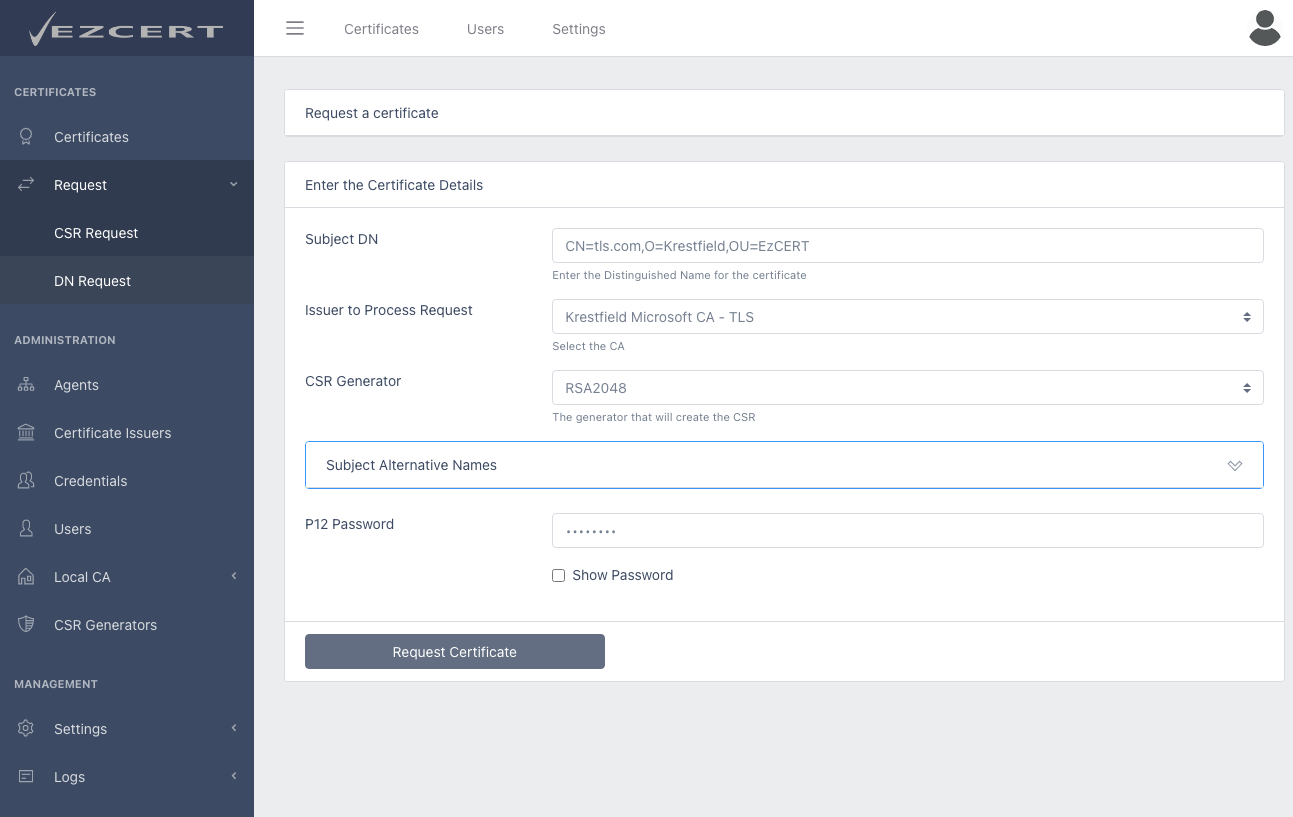 EZCERT
Certificates
Users
Settings
CERTIFICATES
Certificates
Request
CSR Request
DN Request
ADMINISTRATION
Agents
Certificate Issuers
Credentials
Users
Local CA
CSR Generators
MANAGEMENT
Settings
Logs
Request a certificate
Enter the Certificate Details
Subject DN
CN=tls.com,O=Krestfield,OU=EzCERT
Enter the Distinguished Name for the certificate
Issuer to Process Request
Krestfield Microsoft CA - TLS
Select the CA
CSR Generator
RSA2048
The generator that will create the CSR
Subject Alternative Names
P12 Password
••••••••
Show Password
Request Certificate